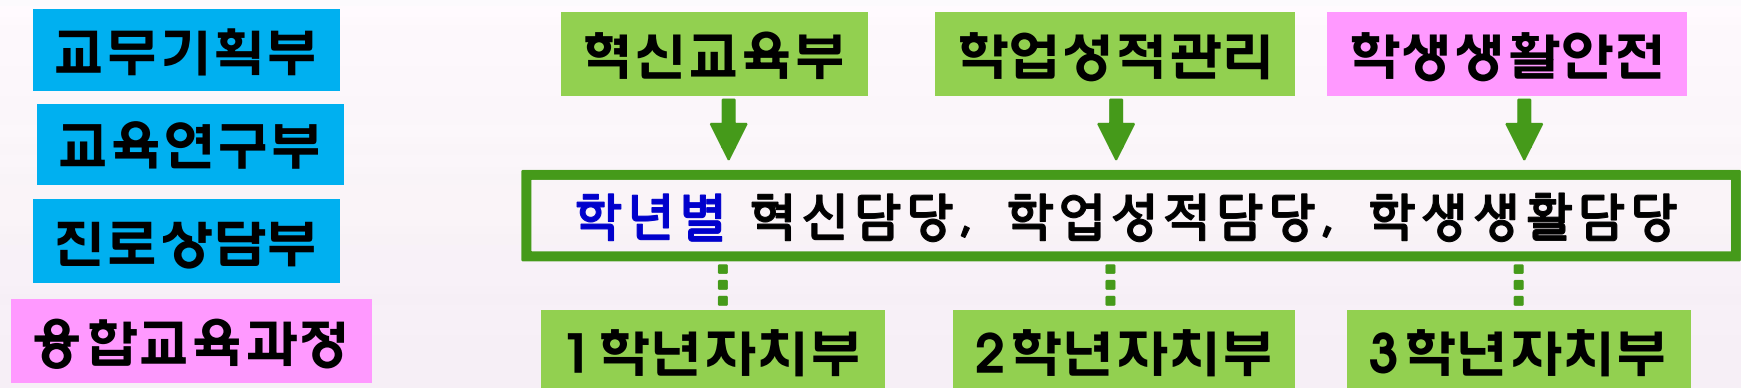 교무기획부
교육연구부
진로상담부
융합교육과정
혁신교육부
학업성적관리
학생생활안전
학년별 혁신담당, 학업성적담당, 학생생활담당
1학년자치부
2학년자치부
3학년자치부